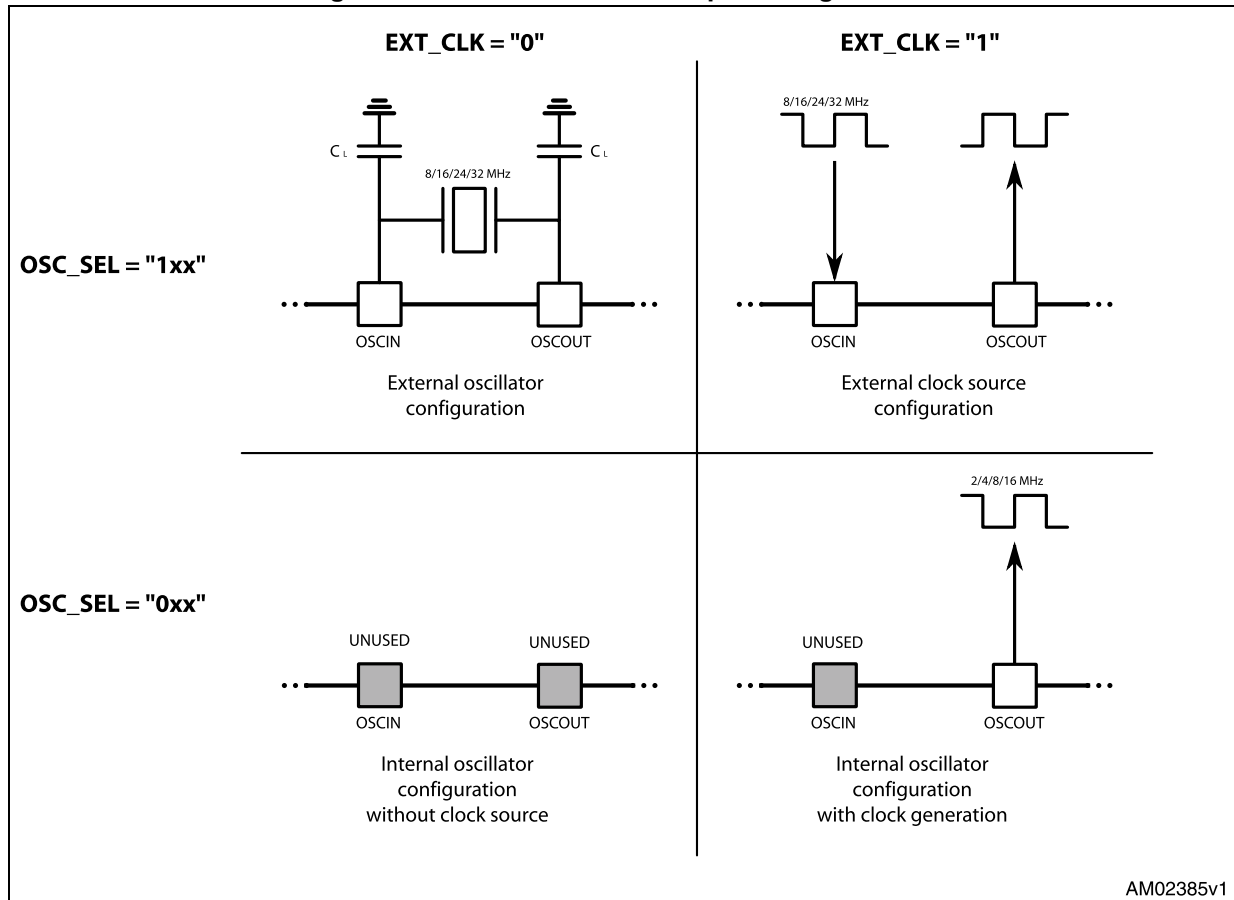 EXT_CLK = "0"
EXT_CLK = "1"
OSC_SEL = "1xx"
C L
C L
8/16/24/32 MHz
OSCIN
OSCOUT
External oscillator
configuration
8/16/24/32 MHz
OSCIN
OSCOUT
External clock source
configuration
OSC_SEL = "0xx"
UNUSED
UNUSED
OSCIN
OSCOUT
Internal oscillator
configuration
without clock source
2/4/8/16 MHz
UNUSED
OSCIN
OSCOUT
Internal oscillator
configuration
with clock generation
AM02385v1